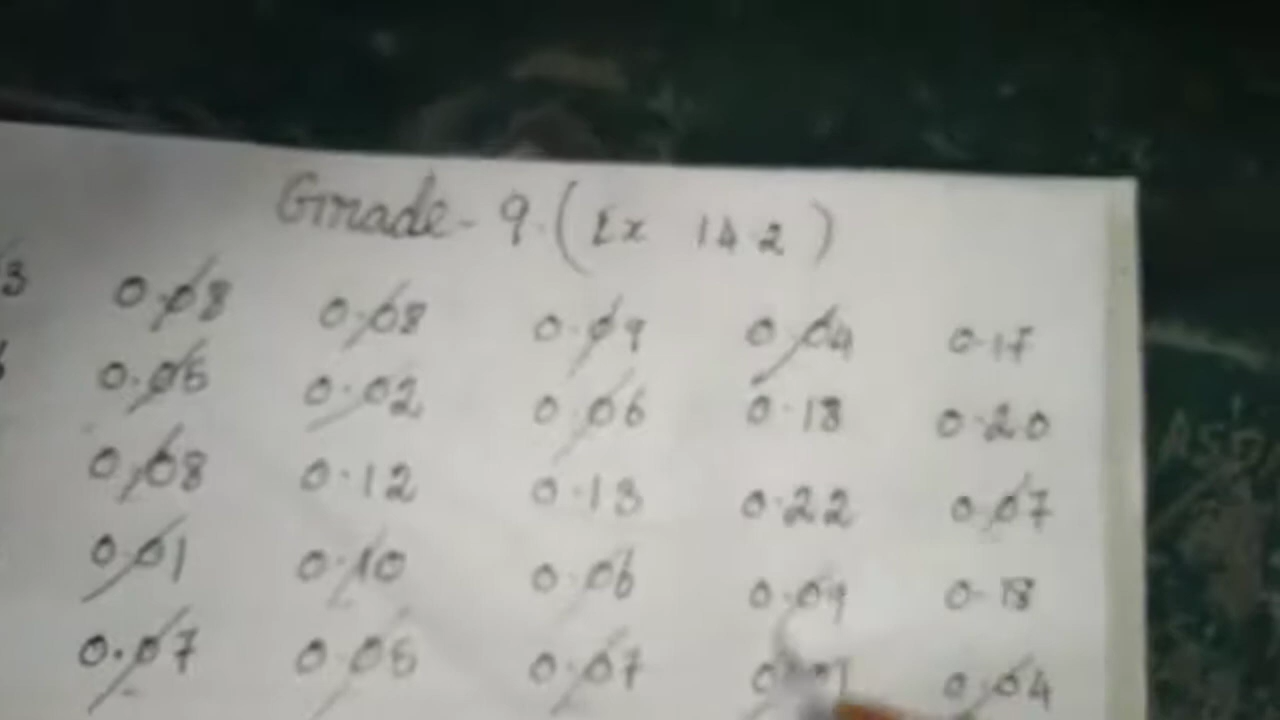 Grade - 9 (Ex 14.2)
3 0.08 0.08 0.09 0.04 0.17
0.05 0.02 0.06 0.18 0.20
0.08 0.12 0.13 0.22 0.07
0.01 0.10 0.06 0.09 0.18
0.07 0.05 0.07 0.04